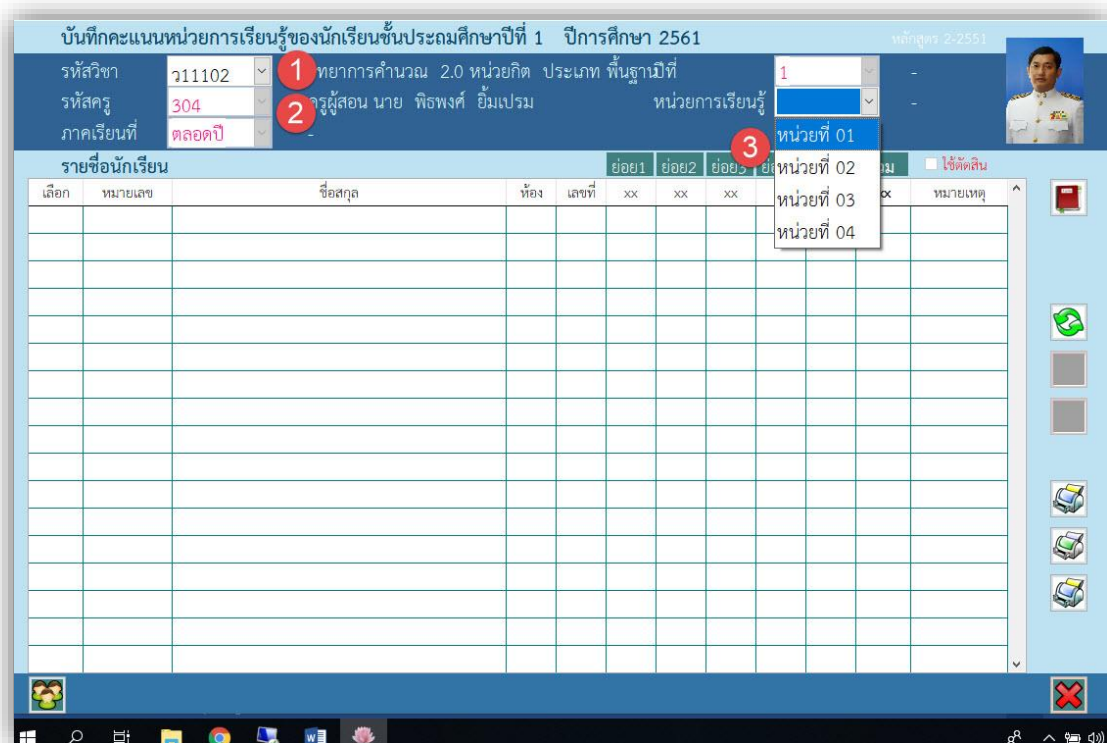 บันทึกคะแนนหน่วยการเรียนรู้ของนักเรียนชั้นประถมศึกษาปีที่ 1 ปีการศึกษา 2561 หลักสูตร 2-2551
รหัสวิชา ว11102 1 ทยาการคำนวณ 2.0 หน่วยกิต ประเภท พื้นฐาน ปีที่ 1 -
รหัสครู 304 2 ครูผู้สอน นาย พิธพงศ์ ยิ้มเปรม หน่วยการเรียนรู้ -
ภาคเรียนที่ ตลอดปี - 3 หน่วยที่ 01
รายชื่อนักเรียน ย่อย1 ย่อย2 ย่อย3 หน่วยที่ 02 ใช้ตัดสิน
เลือก หมายเลข ชื่อสกุล ห้อง เลขที่ xx xx xx หน่วยที่ 03 หมายเหตุ
หน่วยที่ 04